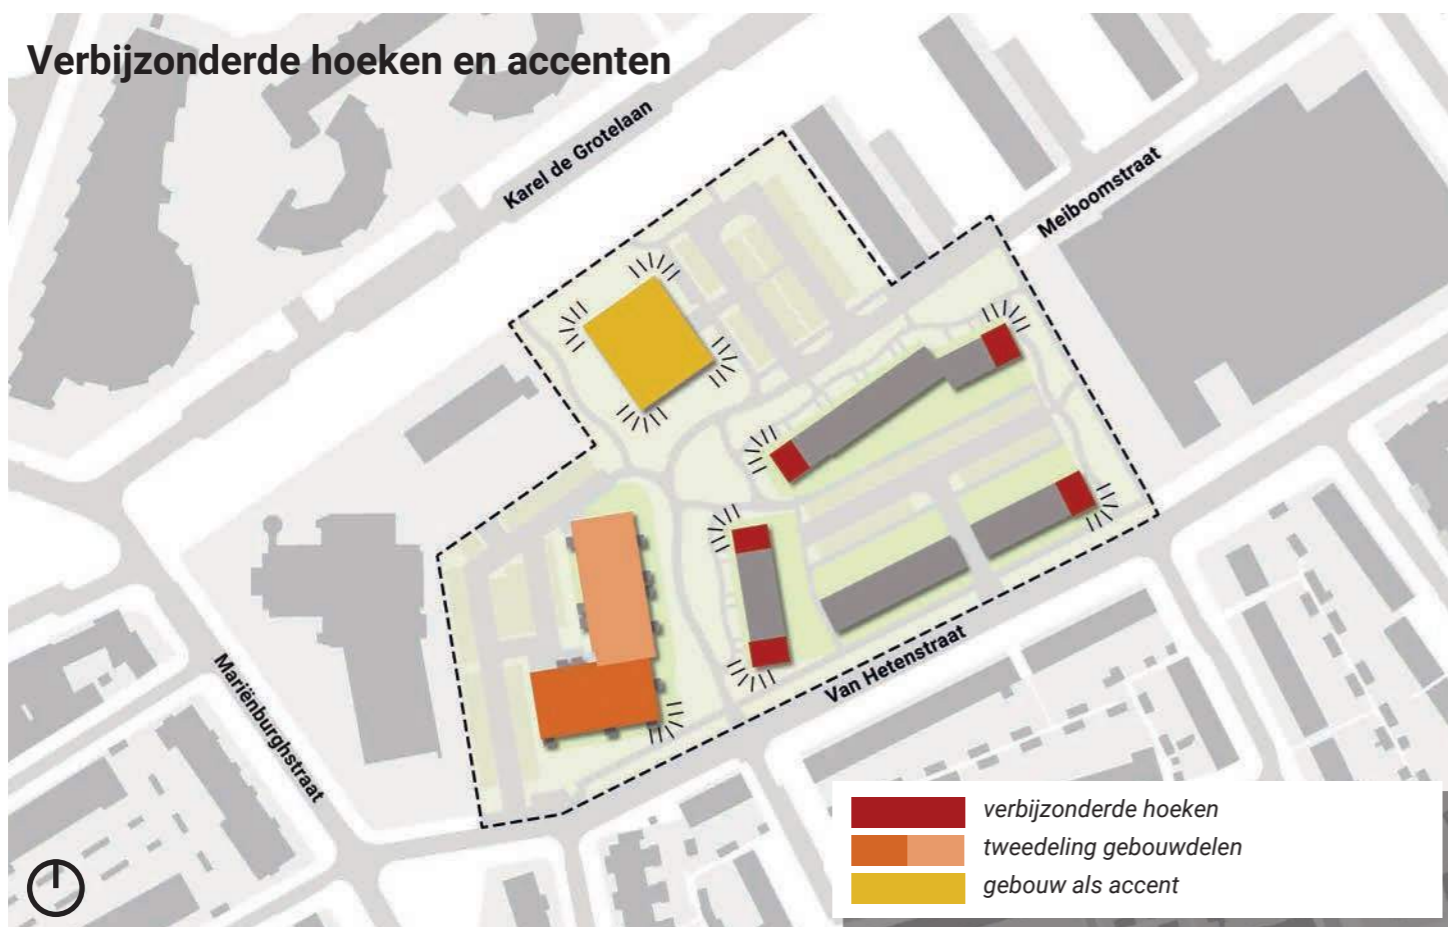 Verbijzonderde hoeken en accenten
Karel de Grotelaan
Meiboomstraat
Van Hetenstraat
Mariënburghstraat
verbijzonderde hoeken
tweedeling gebouwdelen
gebouw als accent